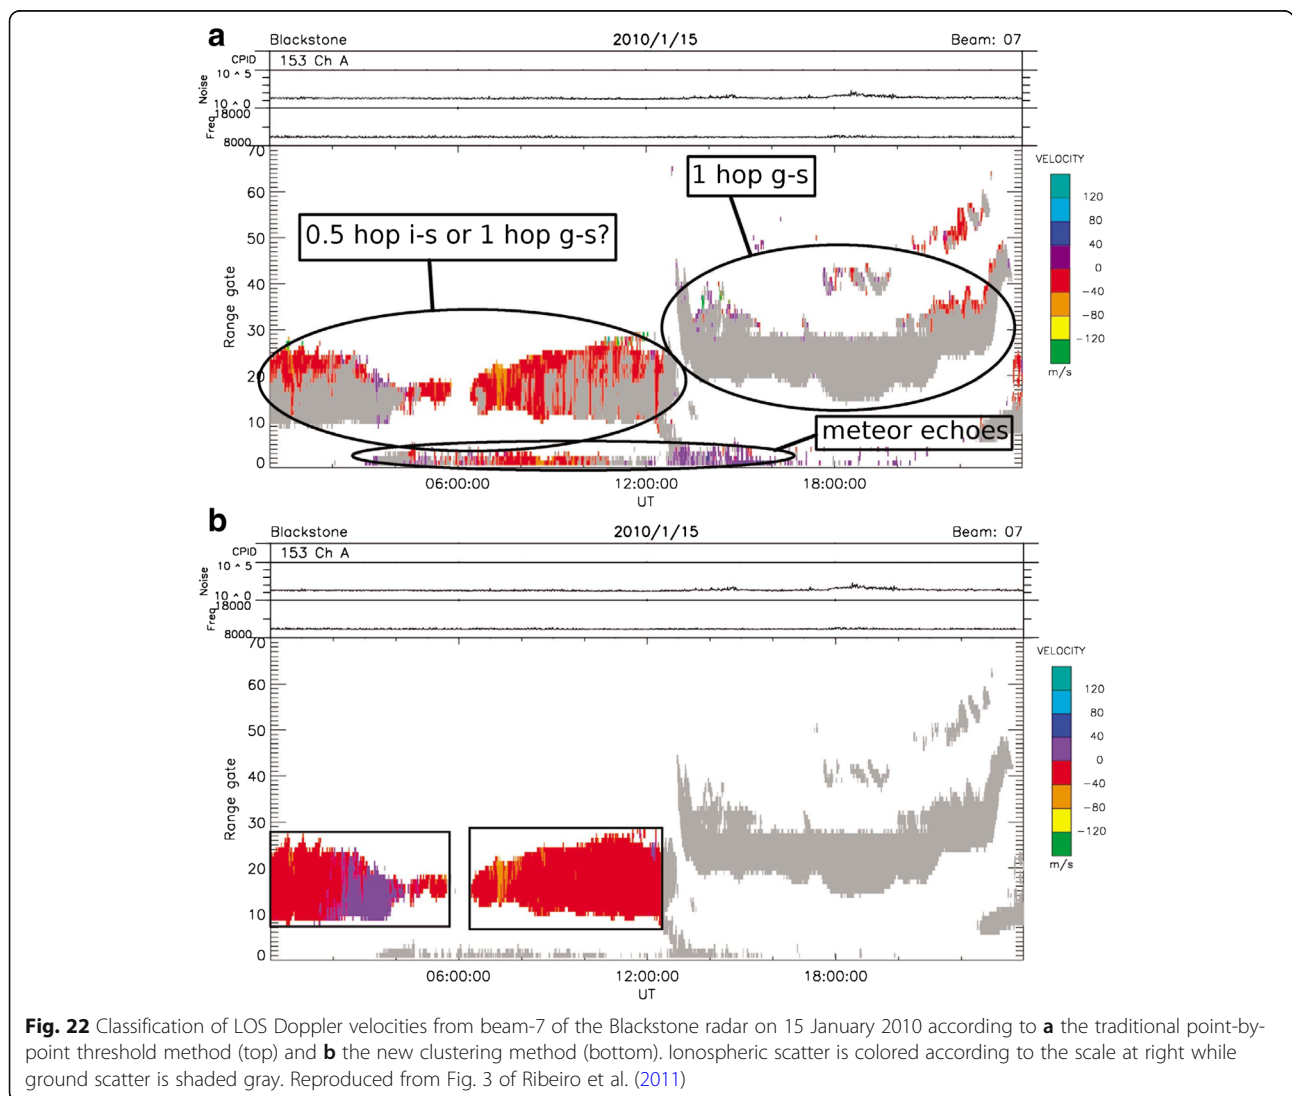 a
Blackstone 2010/1/15 Beam: 07
CPID 153 Ch A
10 ^ 5
Noise
10 ^ 0
18000
Freq
8000
70
60
50
40
30
20
10
0
Range gate
0.5 hop i-s or 1 hop g-s?
1 hop g-s
meteor echoes
VELOCITY
120
80
40
0
−40
−80
−120
m/s
06:00:00 12:00:00 18:00:00
UT
b
Blackstone 2010/1/15 Beam: 07
CPID 153 Ch A
10 ^ 5
Noise
10 ^ 0
18000
Freq
8000
70
60
50
40
30
20
10
0
Range gate
VELOCITY
120
80
40
0
−40
−80
−120
m/s
06:00:00 12:00:00 18:00:00
UT
Fig. 22 Classification of LOS Doppler velocities from beam-7 of the Blackstone radar on 15 January 2010 according to a the traditional point-by-
point threshold method (top) and b the new clustering method (bottom). Ionospheric scatter is colored according to the scale at right while
ground scatter is shaded gray. Reproduced from Fig. 3 of Ribeiro et al. (2011)